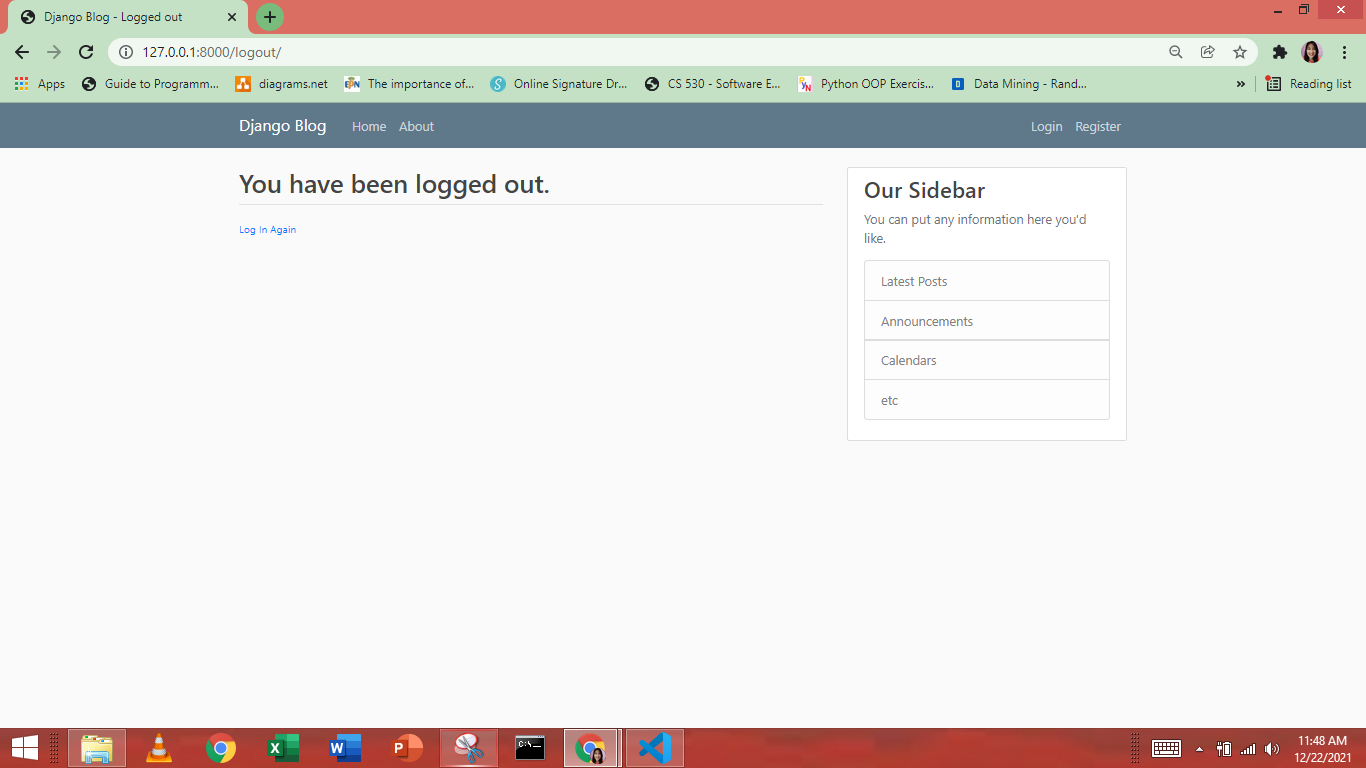 Django Blog - Logged out
127.0.0.1:8000/logout/
Apps
Guide to Programm...
diagrams.net
The importance of...
Online Signature Dr...
CS 530 - Software E...
Python OOP Exercis...
Data Mining - Rand...
»
Reading list
Django Blog
Home
About
Login
Register
You have been logged out.
Log In Again
Our Sidebar
You can put any information here you'd
like.
Latest Posts
Announcements
Calendars
etc
11:48 AM
12/22/2021